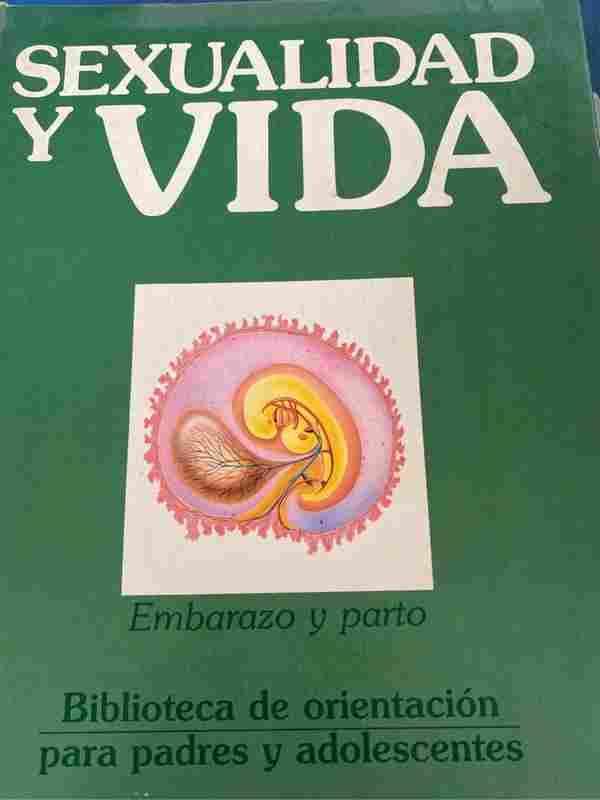 SEXUALIDAD
Y VIDA
Embarazo y parto
Biblioteca de orientación
para padres y adolescentes